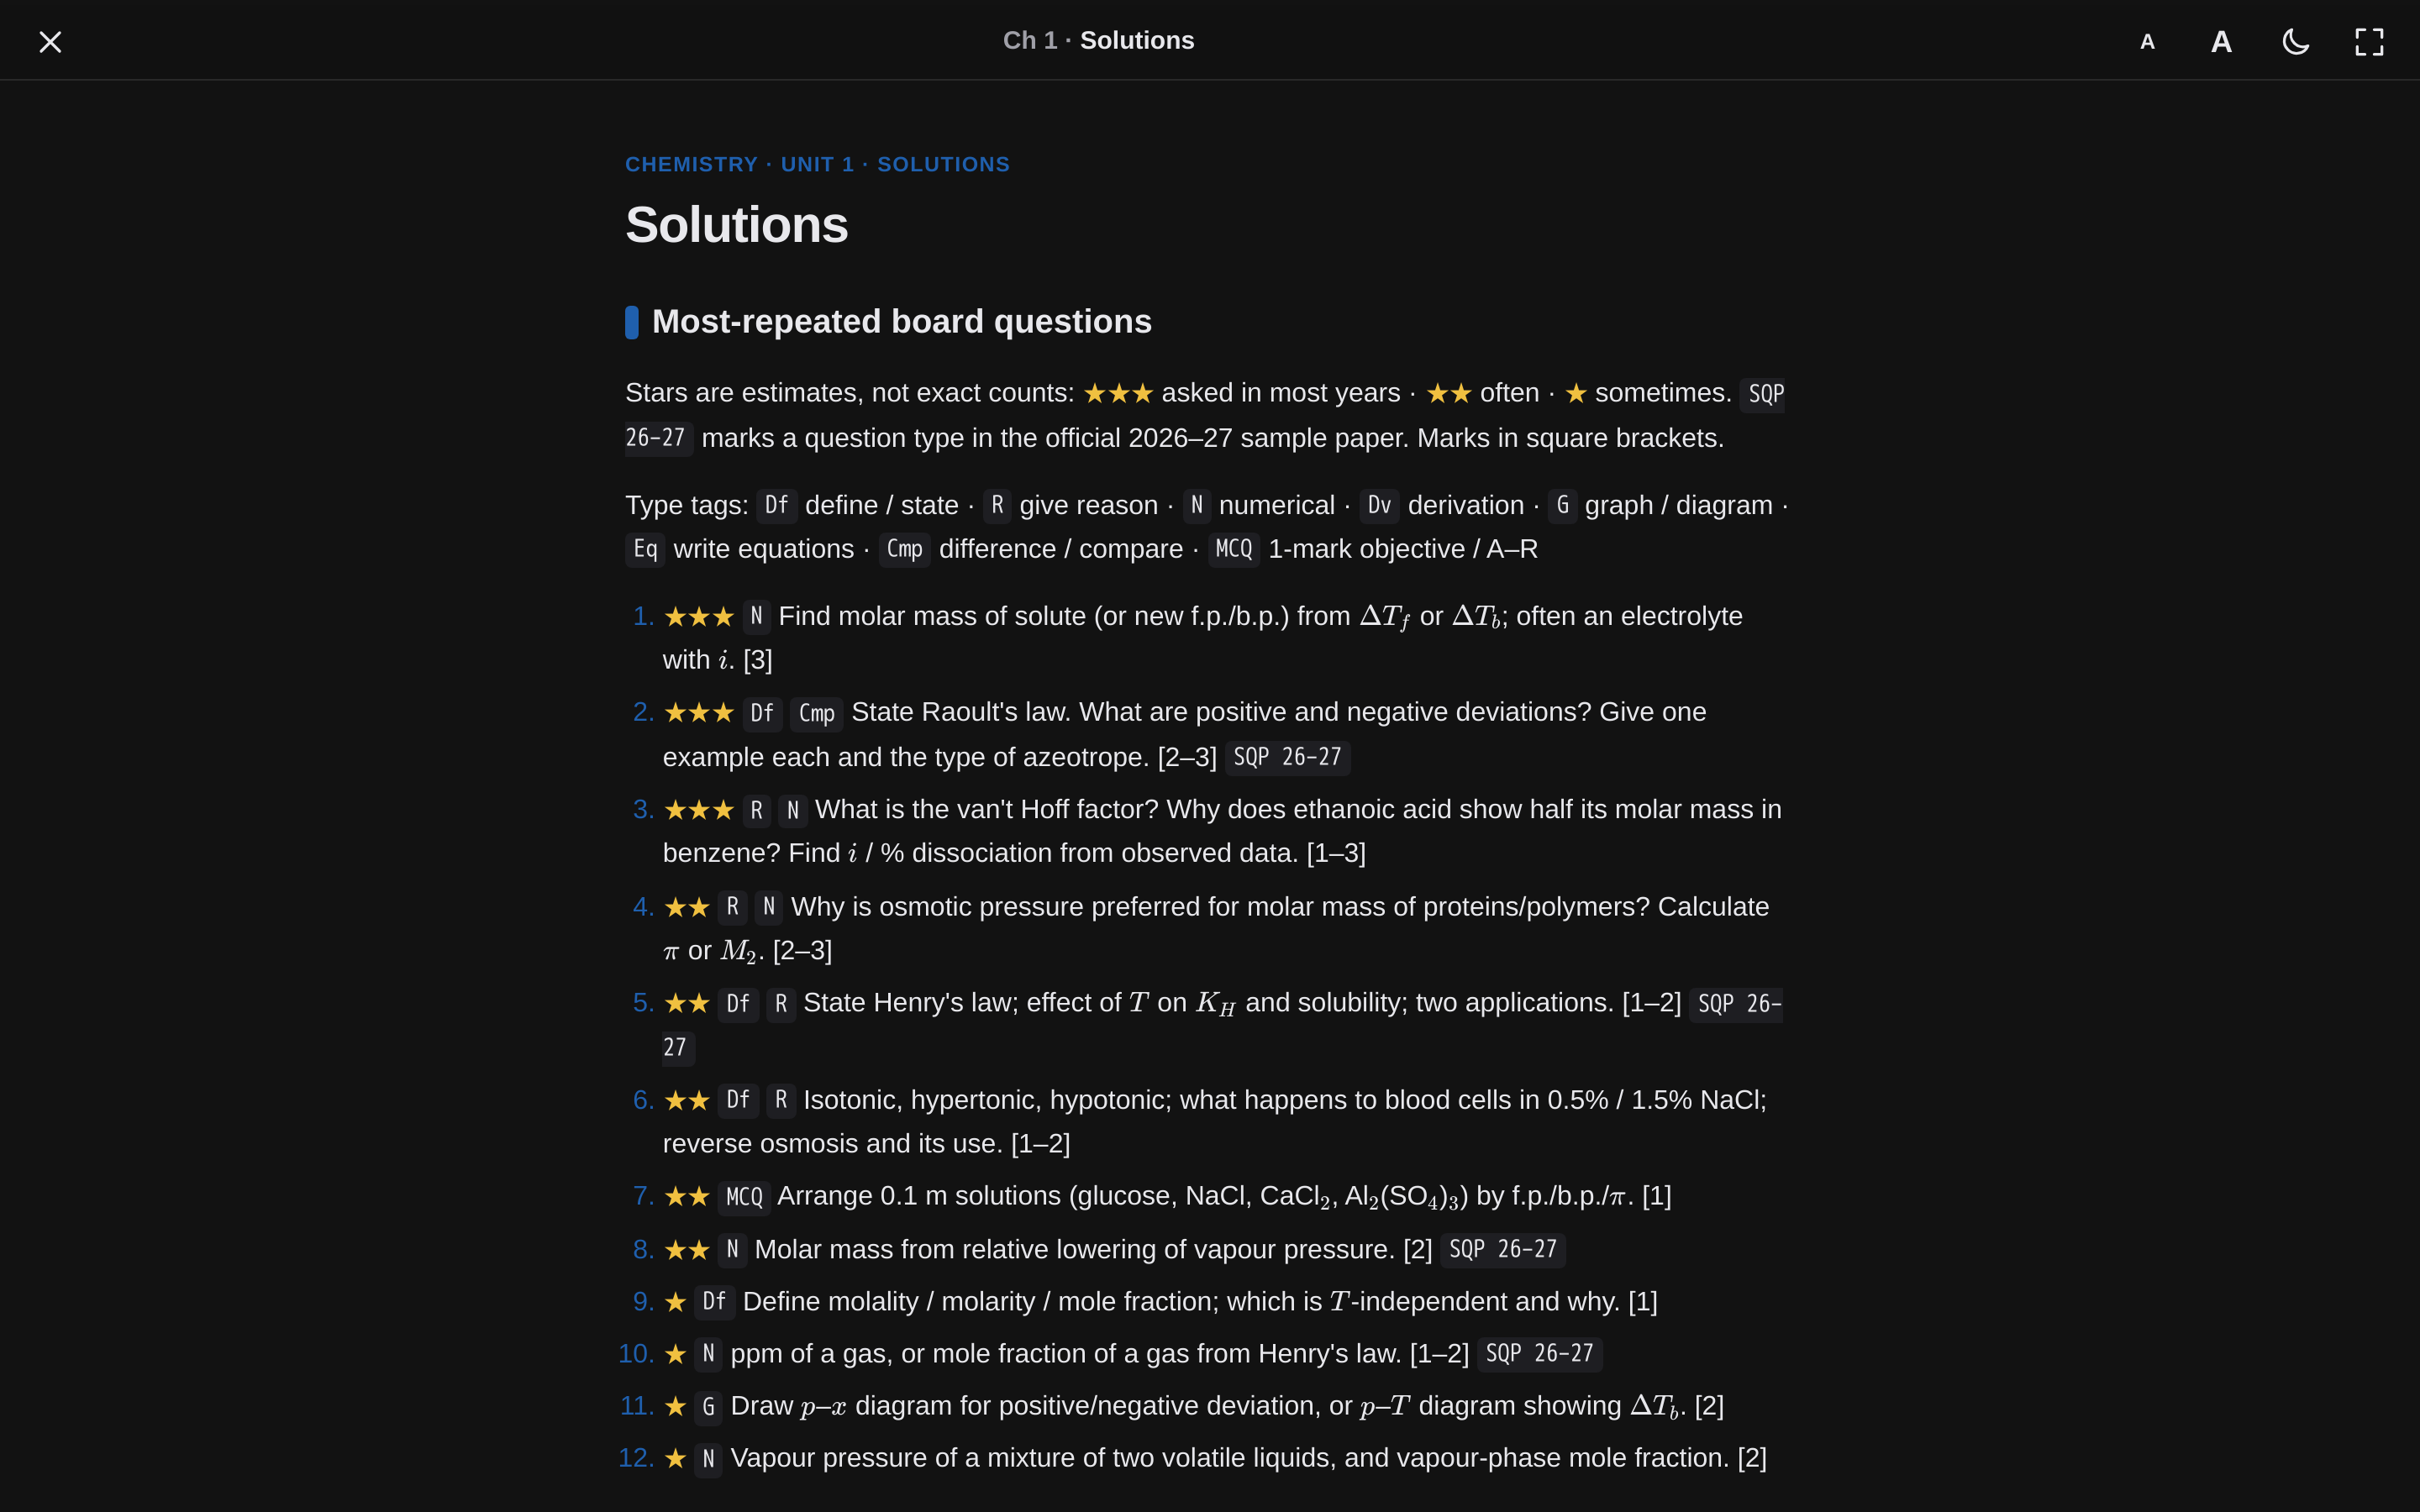 Ch 1 · Solutions
A A
CHEMISTRY · UNIT 1 · SOLUTIONS
Solutions
Most-repeated board questions
Stars are estimates, not exact counts: ★★★ asked in most years · ★★ often · ★ sometimes. SQP
26–27 marks a question type in the official 2026–27 sample paper. Marks in square brackets.
Type tags: Df define / state · R give reason · N numerical · Dv derivation · G graph / diagram ·
Eq write equations · Cmp difference / compare · MCQ 1-mark objective / A–R
1. ★★★ N Find molar mass of solute (or new f.p./b.p.) from ΔT_f or ΔT_b; often an electrolyte
with i. [3]
2. ★★★ Df Cmp State Raoult's law. What are positive and negative deviations? Give one
example each and the type of azeotrope. [2–3] SQP 26–27
3. ★★★ R N What is the van't Hoff factor? Why does ethanoic acid show half its molar mass in
benzene? Find i / % dissociation from observed data. [1–3]
4. ★★ R N Why is osmotic pressure preferred for molar mass of proteins/polymers? Calculate
π or M₂. [2–3]
5. ★★ Df R State Henry's law; effect of T on K_H and solubility; two applications. [1–2] SQP 26–
27
6. ★★ Df R Isotonic, hypertonic, hypotonic; what happens to blood cells in 0.5% / 1.5% NaCl;
reverse osmosis and its use. [1–2]
7. ★★ MCQ Arrange 0.1 m solutions (glucose, NaCl, CaCl₂, Al₂(SO₄)₃) by f.p./b.p./π. [1]
8. ★★ N Molar mass from relative lowering of vapour pressure. [2] SQP 26–27
9. ★ Df Define molality / molarity / mole fraction; which is T-independent and why. [1]
10. ★ N ppm of a gas, or mole fraction of a gas from Henry's law. [1–2] SQP 26–27
11. ★ G Draw p–x diagram for positive/negative deviation, or p–T diagram showing ΔT_b. [2]
12. ★ N Vapour pressure of a mixture of two volatile liquids, and vapour-phase mole fraction. [2]